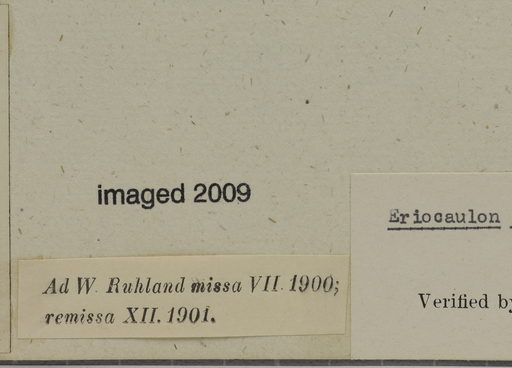 imaged 2009
Eriocaulon
Ad W. Ruhland missa VII. 1900;
remissa XII. 1901.
Verified by